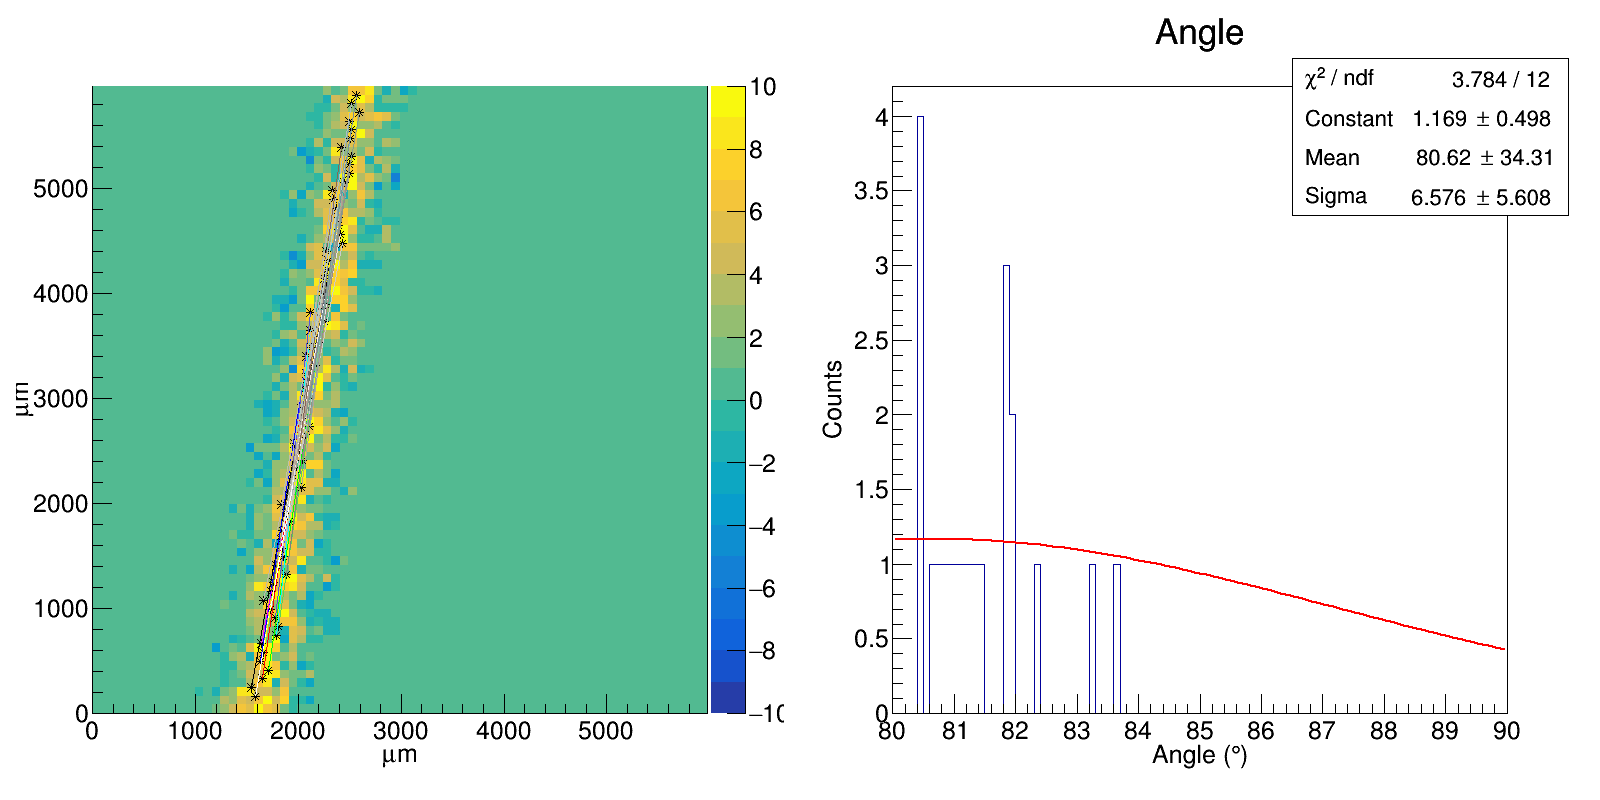 Angle
χ² / ndf 3.784 / 12
Constant 1.169 ± 0.498
Mean 80.62 ± 34.31
Sigma 6.576 ± 5.608
10
8
6
4
2
0
−2
−4
−6
−8
−10
5000
4000
3000
2000
1000
0
μm
0 1000 2000 3000 4000 5000
μm
4
3.5
3
2.5
2
1.5
1
0.5
0
Counts
80 81 82 83 84 85 86 87 88 89 90
Angle (°)